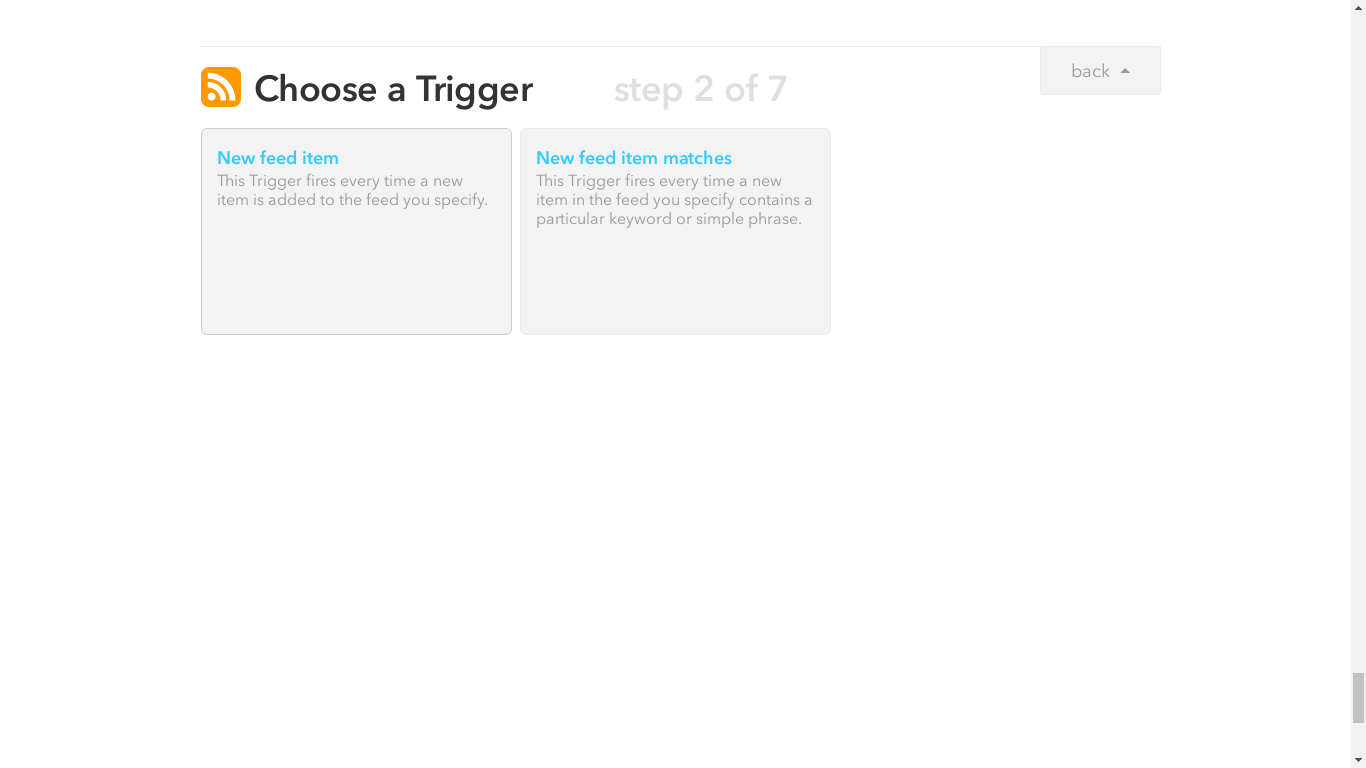 back
Choose a Trigger step 2 of 7
New feed item
This Trigger fires every time a new
item is added to the feed you specify.
New feed item matches
This Trigger fires every time a new
item in the feed you specify contains a
particular keyword or simple phrase.